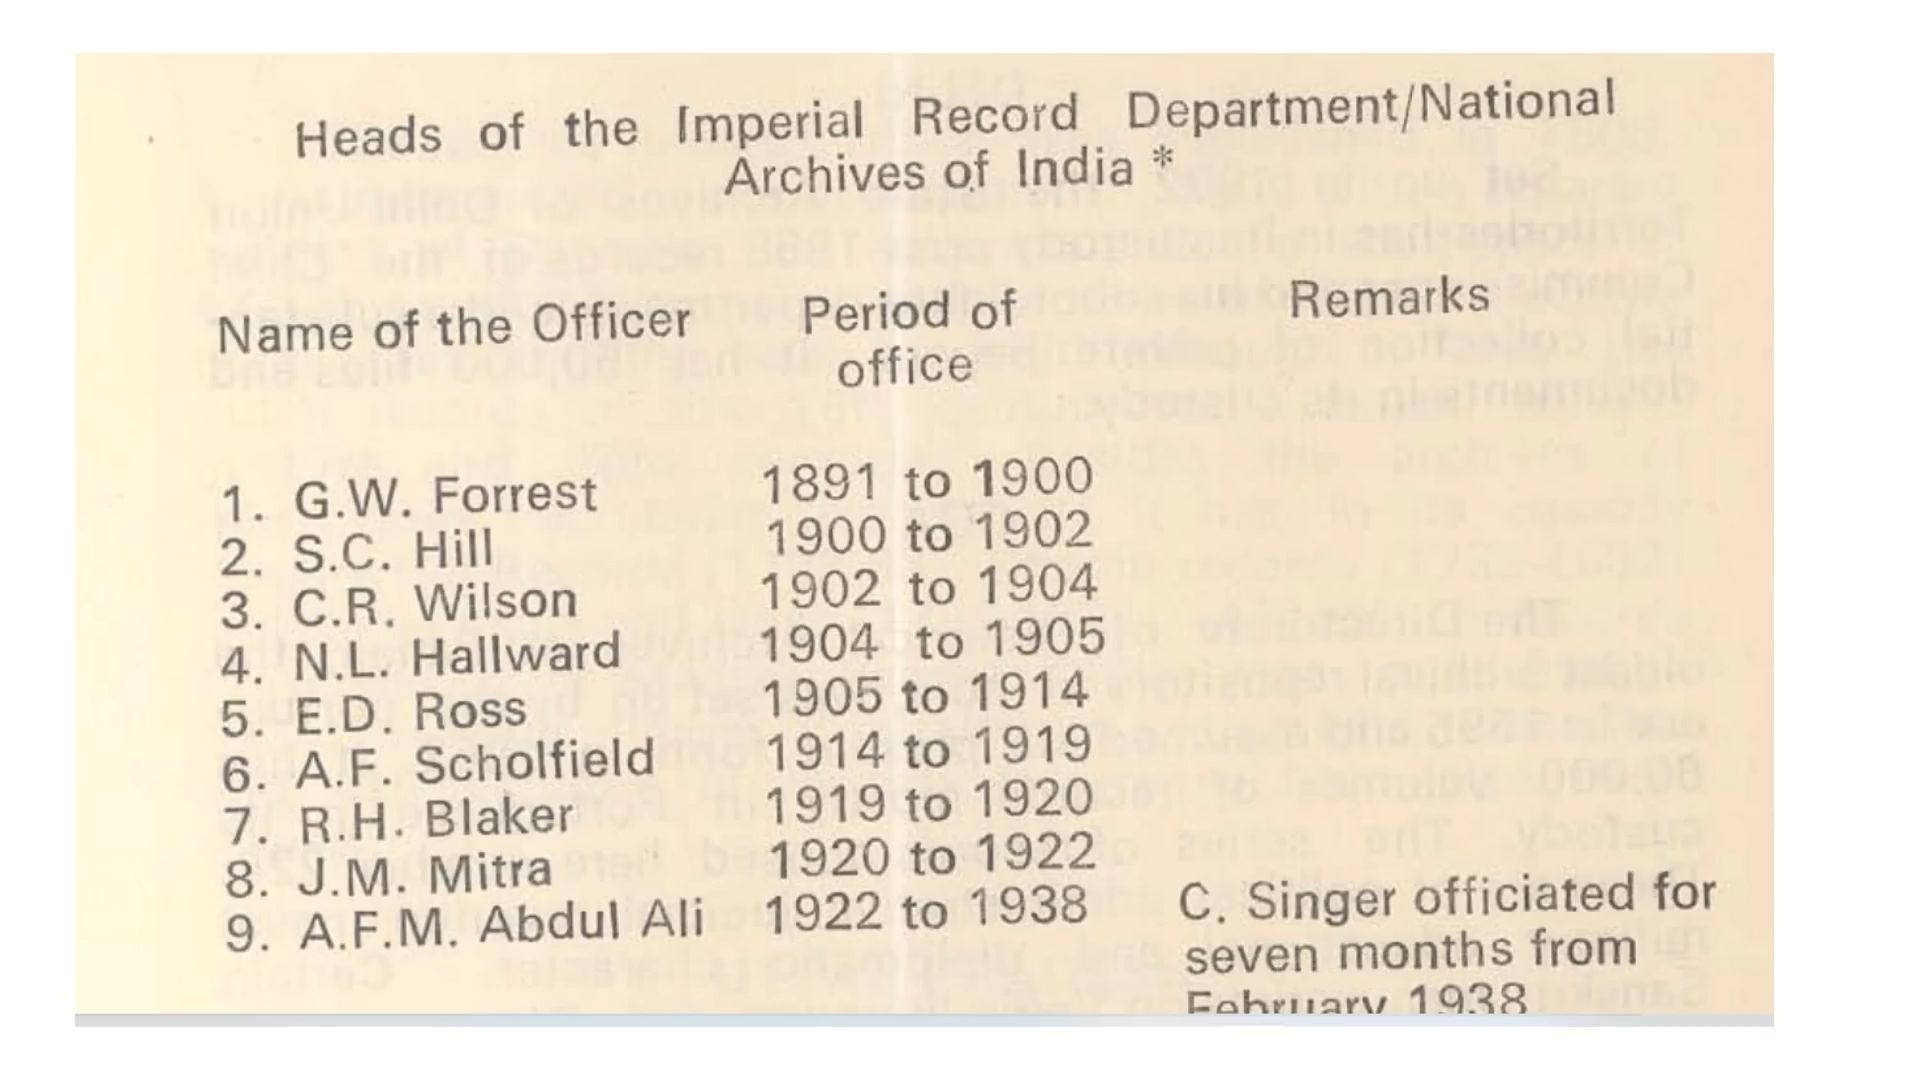 Heads of the Imperial Record Department/National
Archives of India *
Name of the Officer Period of Remarks
office
1. G.W. Forrest 1891 to 1900
2. S.C. Hill 1900 to 1902
3. C.R. Wilson 1902 to 1904
4. N.L. Hallward 1904 to 1905
5. E.D. Ross 1905 to 1914
6. A.F. Scholfield 1914 to 1919
7. R.H. Blaker 1919 to 1920
8. J.M. Mitra 1920 to 1922
9. A.F.M. Abdul Ali 1922 to 1938 C. Singer officiated for
seven months from
February 1938